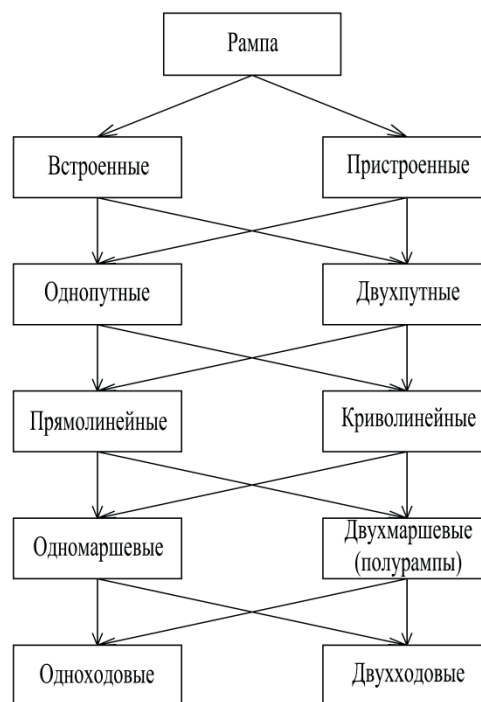 Рампа
Встроенные
Пристроенные
Однопутные
Двухпутные
Прямолинейные
Криволинейные
Одномаршевые
Двухмаршевые
(полурампы)
Одноходовые
Двухходовые